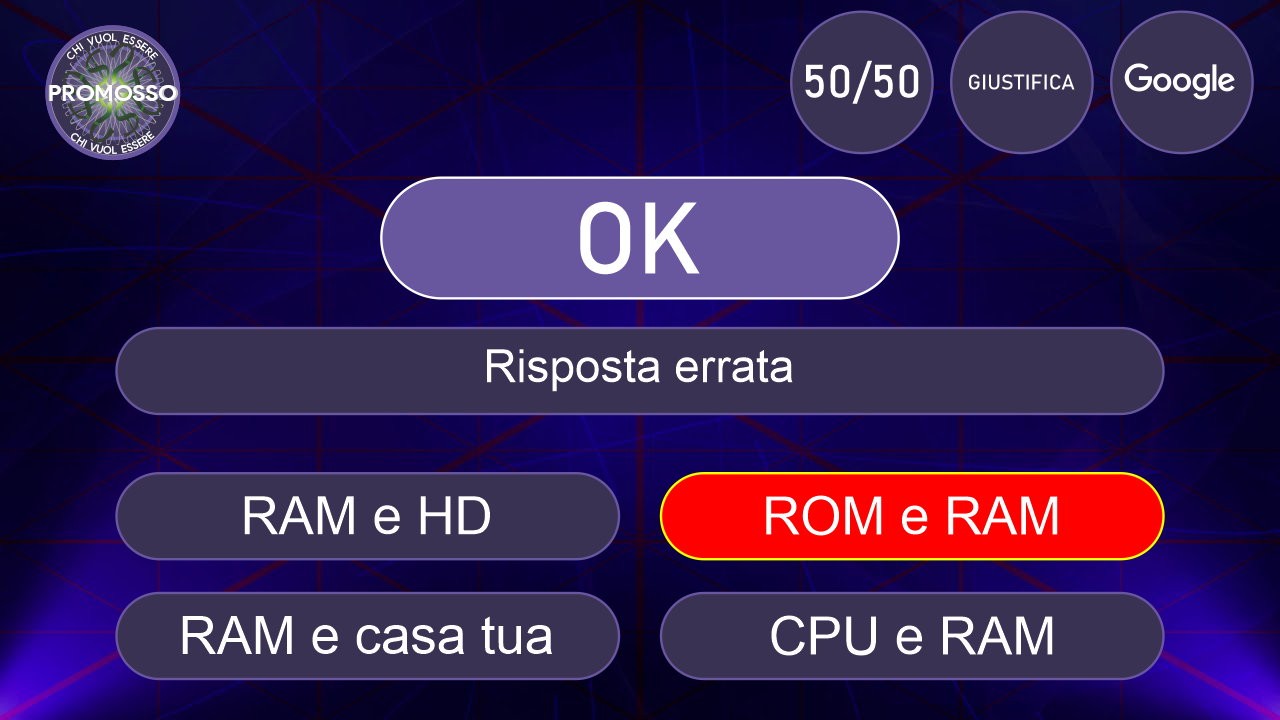 CHI VUOL ESSERE
PROMOSSO
CHI VUOL ESSERE
50/50
GIUSTIFICA
Google
OK
Risposta errata
RAM e HD
ROM e RAM
RAM e casa tua
CPU e RAM